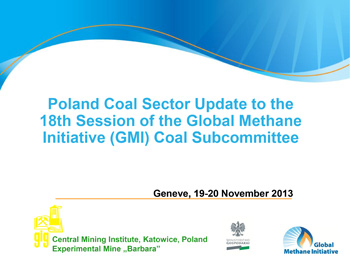 Poland Coal Sector Update to the
18th Session of the Global Methane
Initiative (GMI) Coal Subcommittee
Geneve, 19-20 November 2013
Central Mining Institute, Katowice, Poland
Experimental Mine „Barbara”
Global
Methane Initiative